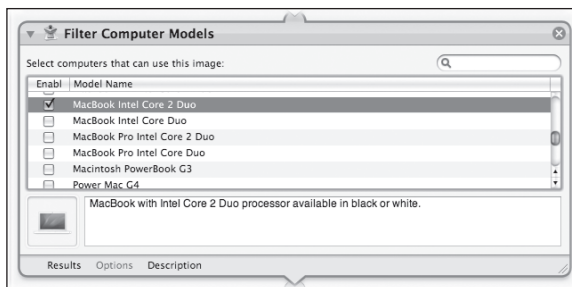 Filter Computer Models
Select computers that can use this image:
Enabl Model Name
MacBook Intel Core 2 Duo
MacBook Intel Core Duo
MacBook Pro Intel Core 2 Duo
MacBook Pro Intel Core Duo
Macintosh PowerBook G3
Power Mac G4
MacBook with Intel Core 2 Duo processor available in black or white.
Results Options Description